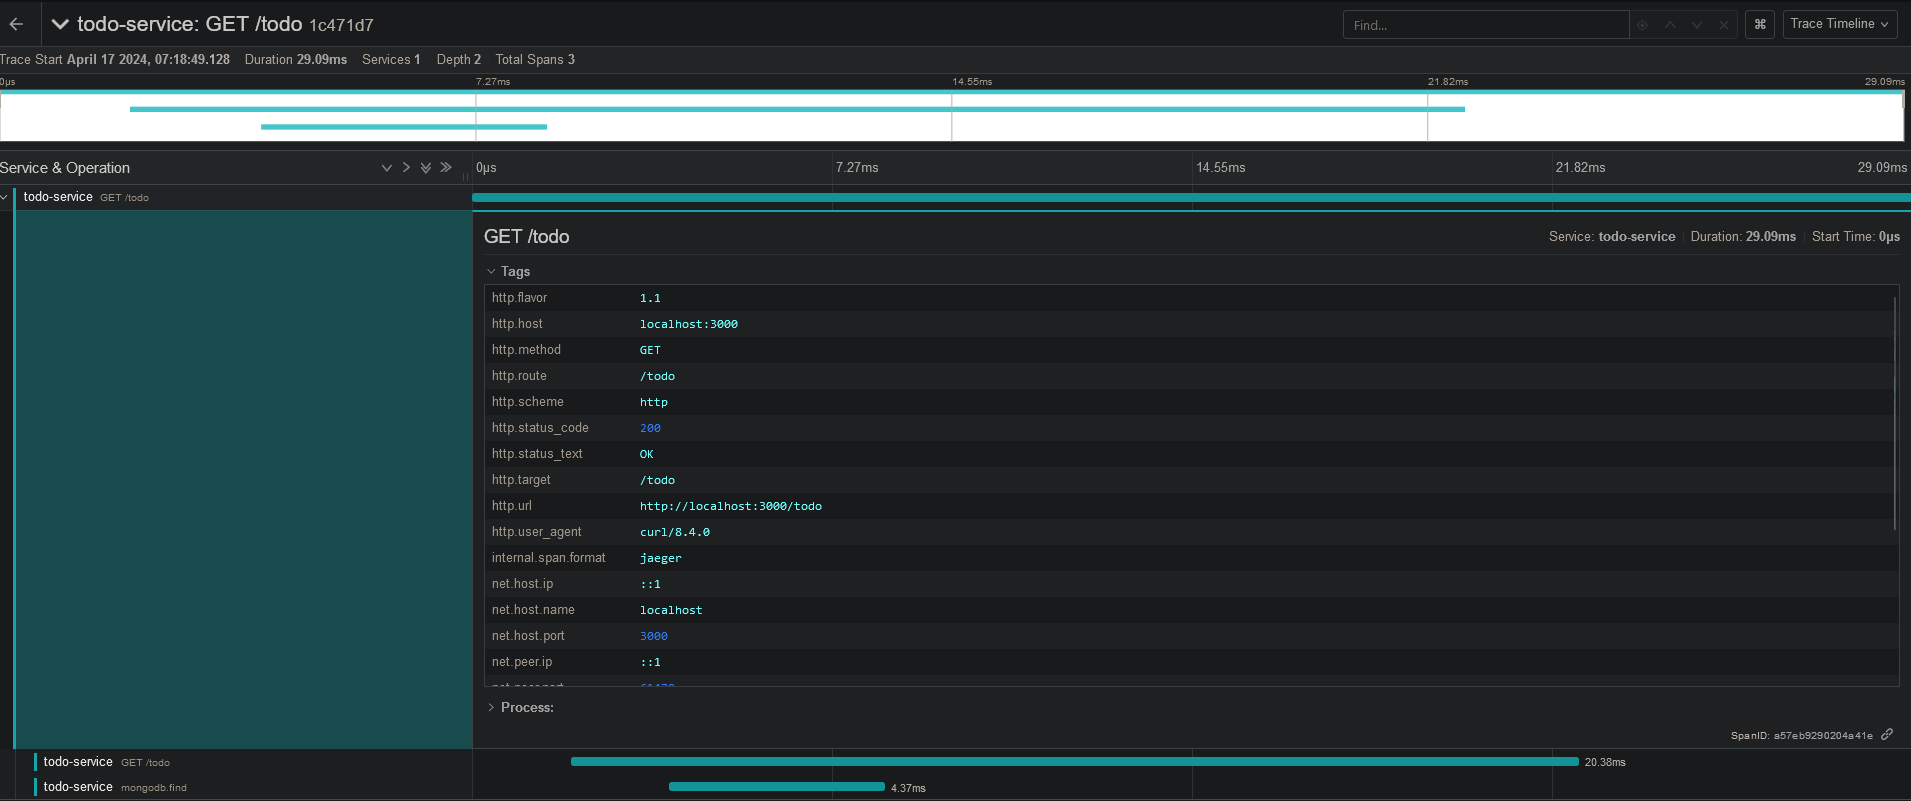 todo-service: GET /todo 1c471d7
Find...
⌘
Trace Timeline
Trace Start April 17 2024, 07:18:49.128 Duration 29.09ms Services 1 Depth 2 Total Spans 3
0μs 7.27ms 14.55ms 21.82ms 29.09ms
Service & Operation
0μs 7.27ms 14.55ms 21.82ms 29.09ms
todo-service GET /todo
GET /todo
Service: todo-service Duration: 29.09ms Start Time: 0μs
Tags
http.flavor 1.1
http.host localhost:3000
http.method GET
http.route /todo
http.scheme http
http.status_code 200
http.status_text OK
http.target /todo
http.url http://localhost:3000/todo
http.user_agent curl/8.4.0
internal.span.format jaeger
net.host.ip ::1
net.host.name localhost
net.host.port 3000
net.peer.ip ::1
Process:
SpanID: a57eb9290204a41e
todo-service GET /todo 20.38ms
todo-service mongodb.find 4.37ms